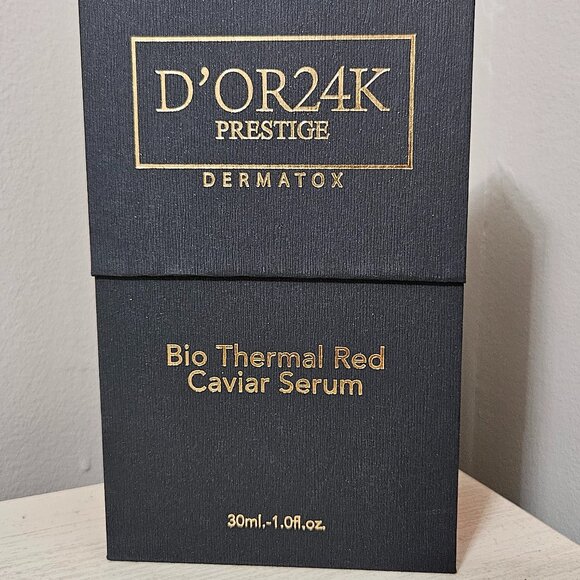 D'OR24K
PRESTIGE
DERMATOX
Bio Thermal Red
Caviar Serum
30ml.-1.0fl.oz.